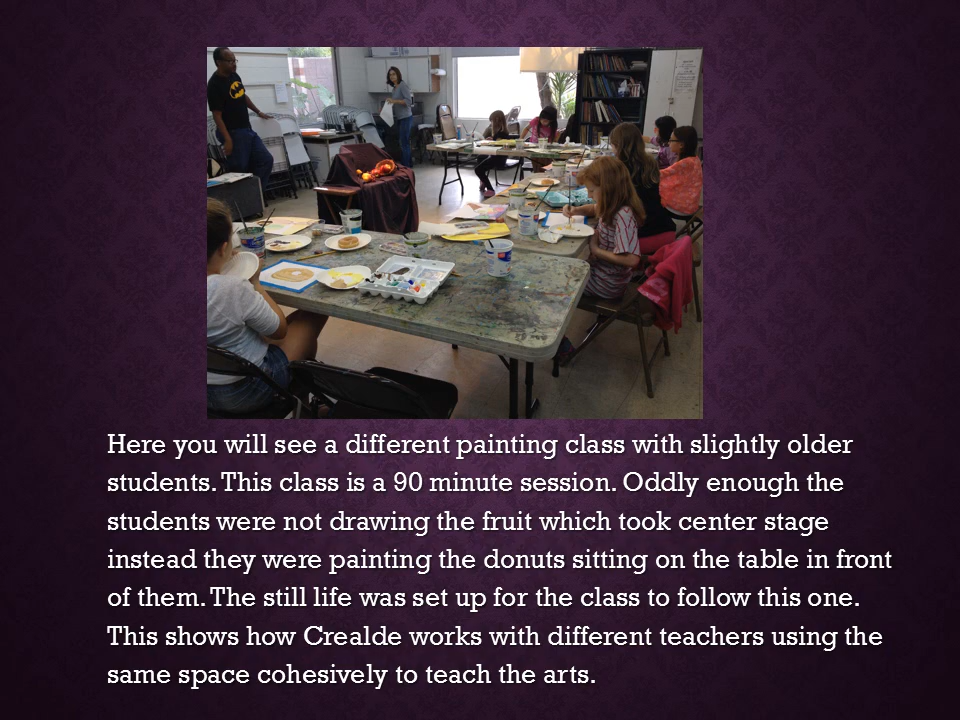 Here you will see a different painting class with slightly older
students. This class is a 90 minute session. Oddly enough the
students were not drawing the fruit which took center stage
instead they were painting the donuts sitting on the table in front
of them. The still life was set up for the class to follow this one.
This shows how Crealde works with different teachers using the
same space cohesively to teach the arts.